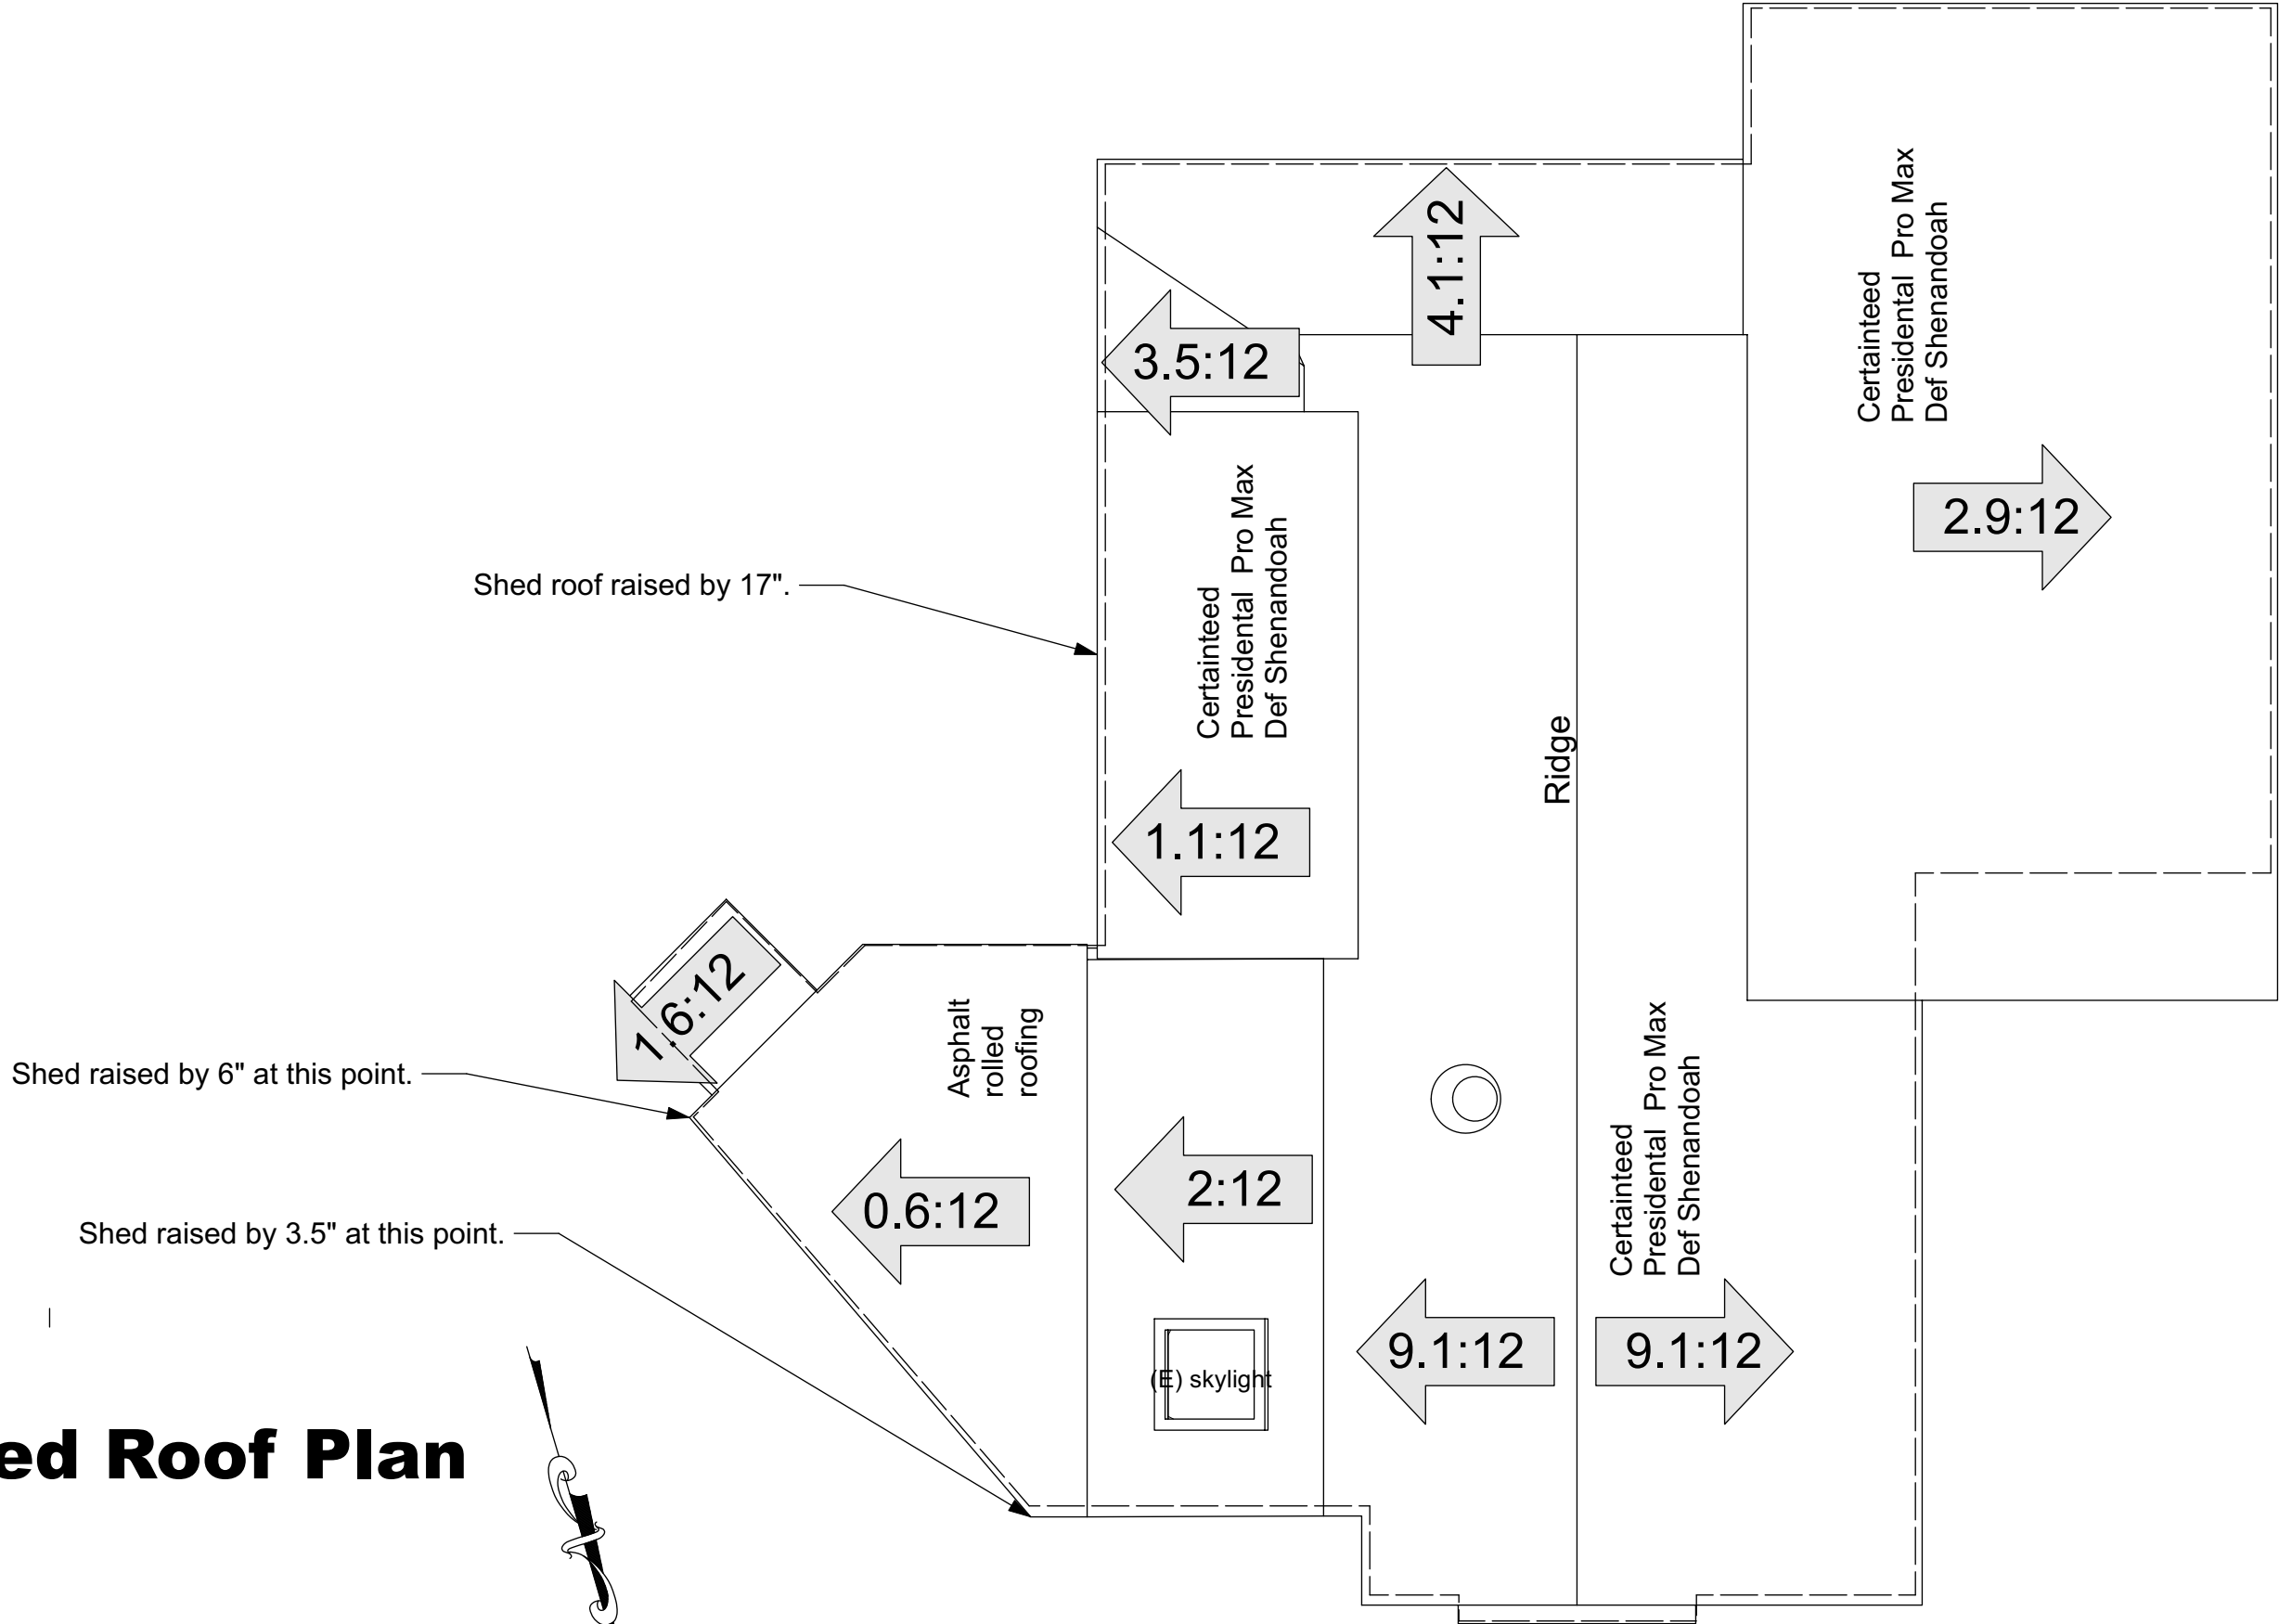 4.1:12
Certainteed
Presidental Pro Max
Def Shenandoah
3.5:12
2.9:12
Shed roof raised by 17".
Certainteed
Presidental Pro Max
Def Shenandoah
Ridge
1.1:12
1.6:12
Asphalt
rolled
roofing
Shed raised by 6" at this point.
Certainteed
Presidental Pro Max
Def Shenandoah
0.6:12
2:12
Shed raised by 3.5" at this point.
9.1:12
9.1:12
(E) skylight
ed Roof Plan